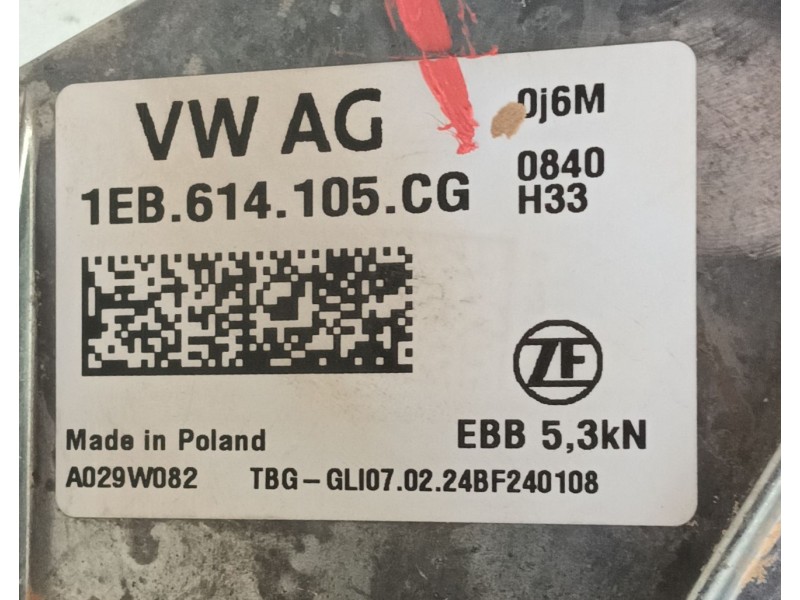 VW AG
0j6M
1EB.614.105.CG
0840
H33
ZF
Made in Poland
EBB 5,3kN
A029W082
TBG-GLI07.02.24BF240108